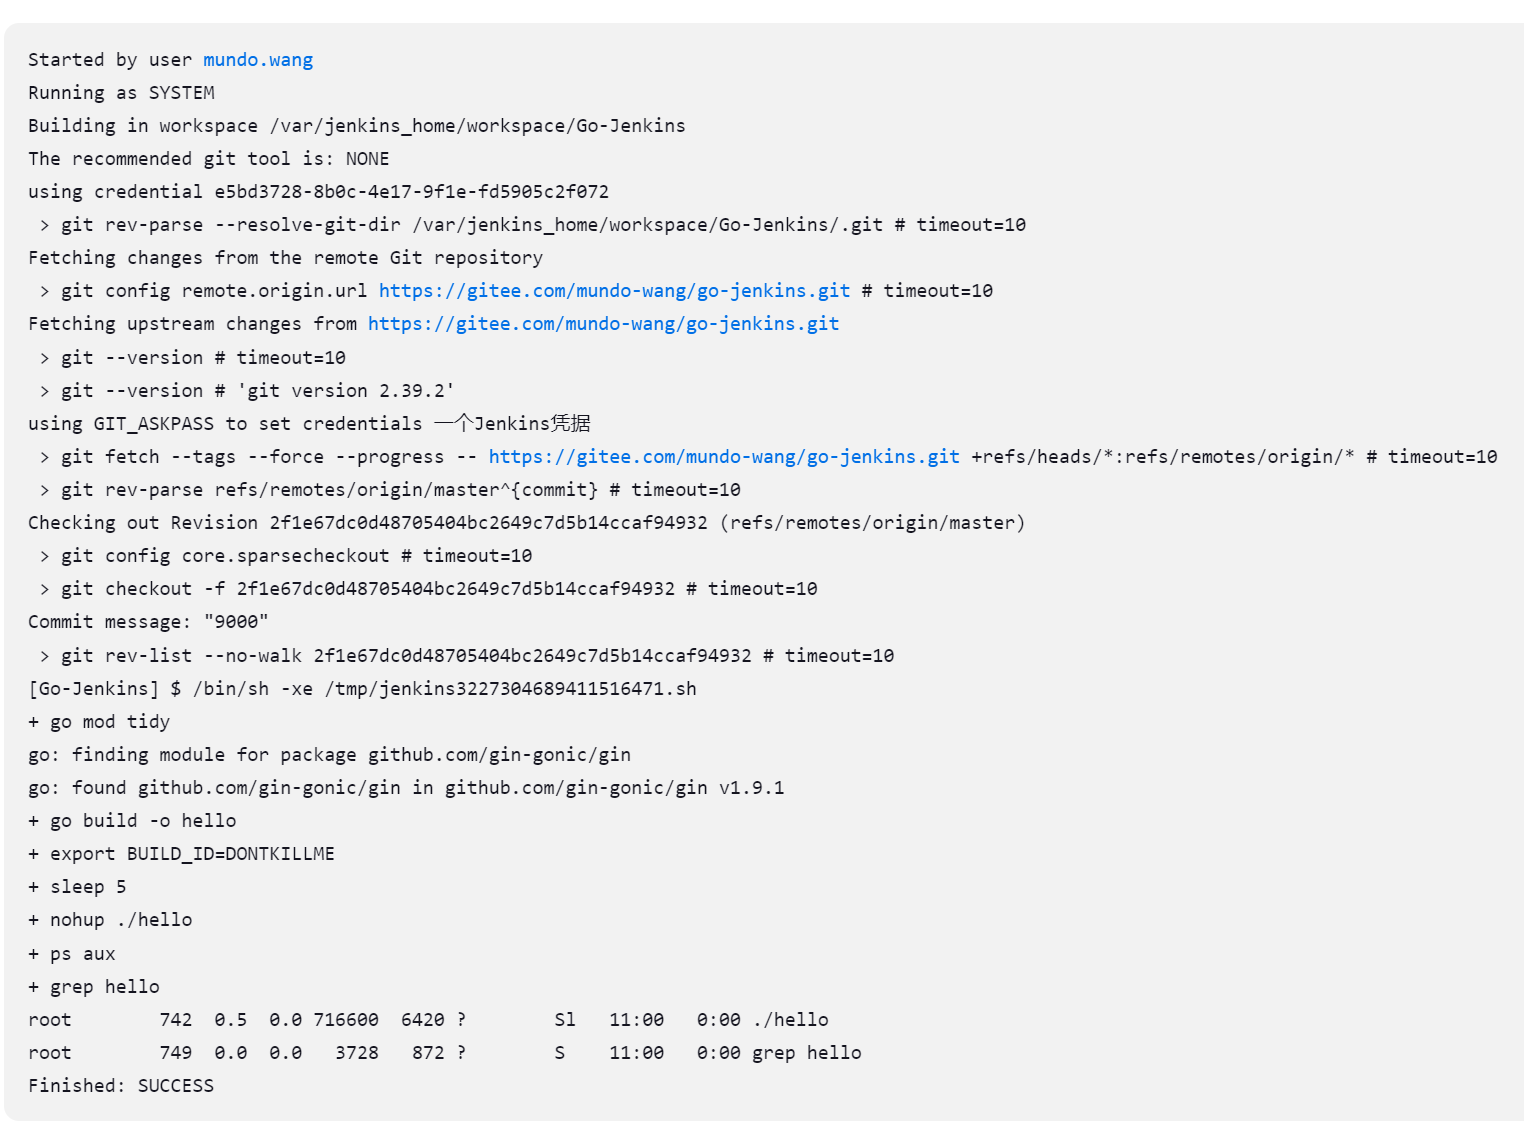 Started by user mundo.wang
Running as SYSTEM
Building in workspace /var/jenkins_home/workspace/Go-Jenkins
The recommended git tool is: NONE
using credential e5bd3728-8b0c-4e17-9f1e-fd5905c2f072
 > git rev-parse --resolve-git-dir /var/jenkins_home/workspace/Go-Jenkins/.git # timeout=10
Fetching changes from the remote Git repository
 > git config remote.origin.url https://gitee.com/mundo-wang/go-jenkins.git # timeout=10
Fetching upstream changes from https://gitee.com/mundo-wang/go-jenkins.git
 > git --version # timeout=10
 > git --version # 'git version 2.39.2'
using GIT_ASKPASS to set credentials 一个Jenkins凭据
 > git fetch --tags --force --progress -- https://gitee.com/mundo-wang/go-jenkins.git +refs/heads/*:refs/remotes/origin/* # timeout=10
 > git rev-parse refs/remotes/origin/master^{commit} # timeout=10
Checking out Revision 2f1e67dc0d48705404bc2649c7d5b14ccaf94932 (refs/remotes/origin/master)
 > git config core.sparsecheckout # timeout=10
 > git checkout -f 2f1e67dc0d48705404bc2649c7d5b14ccaf94932 # timeout=10
Commit message: "9000"
 > git rev-list --no-walk 2f1e67dc0d48705404bc2649c7d5b14ccaf94932 # timeout=10
[Go-Jenkins] $ /bin/sh -xe /tmp/jenkins3227304689411516471.sh
+ go mod tidy
go: finding module for package github.com/gin-gonic/gin
go: found github.com/gin-gonic/gin in github.com/gin-gonic/gin v1.9.1
+ go build -o hello
+ export BUILD_ID=DONTKILLME
+ sleep 5
+ nohup ./hello
+ ps aux
+ grep hello
root        742  0.5  0.0 716600  6420 ?        Sl   11:00   0:00 ./hello
root        749  0.0  0.0   3728   872 ?        S    11:00   0:00 grep hello
Finished: SUCCESS